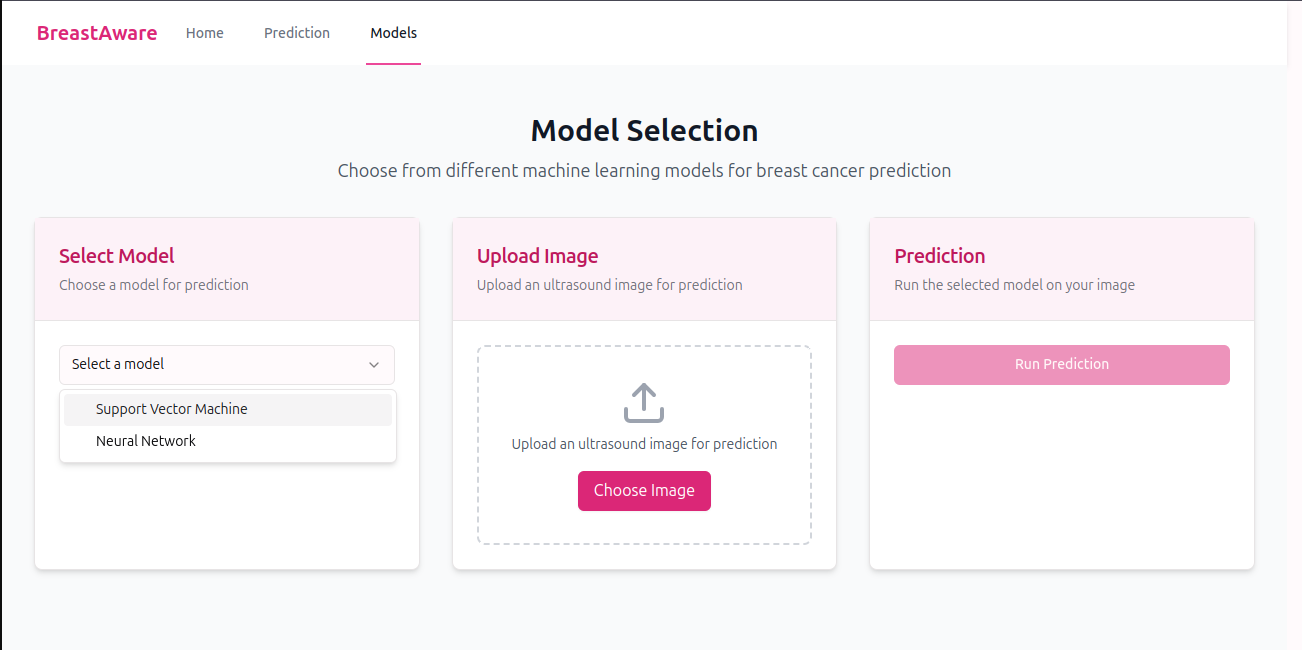 BreastAware Home Prediction Models
Model Selection
Choose from different machine learning models for breast cancer prediction
Select Model
Choose a model for prediction
Select a model
Support Vector Machine
Neural Network
Upload Image
Upload an ultrasound image for prediction
Upload an ultrasound image for prediction
Choose Image
Prediction
Run the selected model on your image
Run Prediction